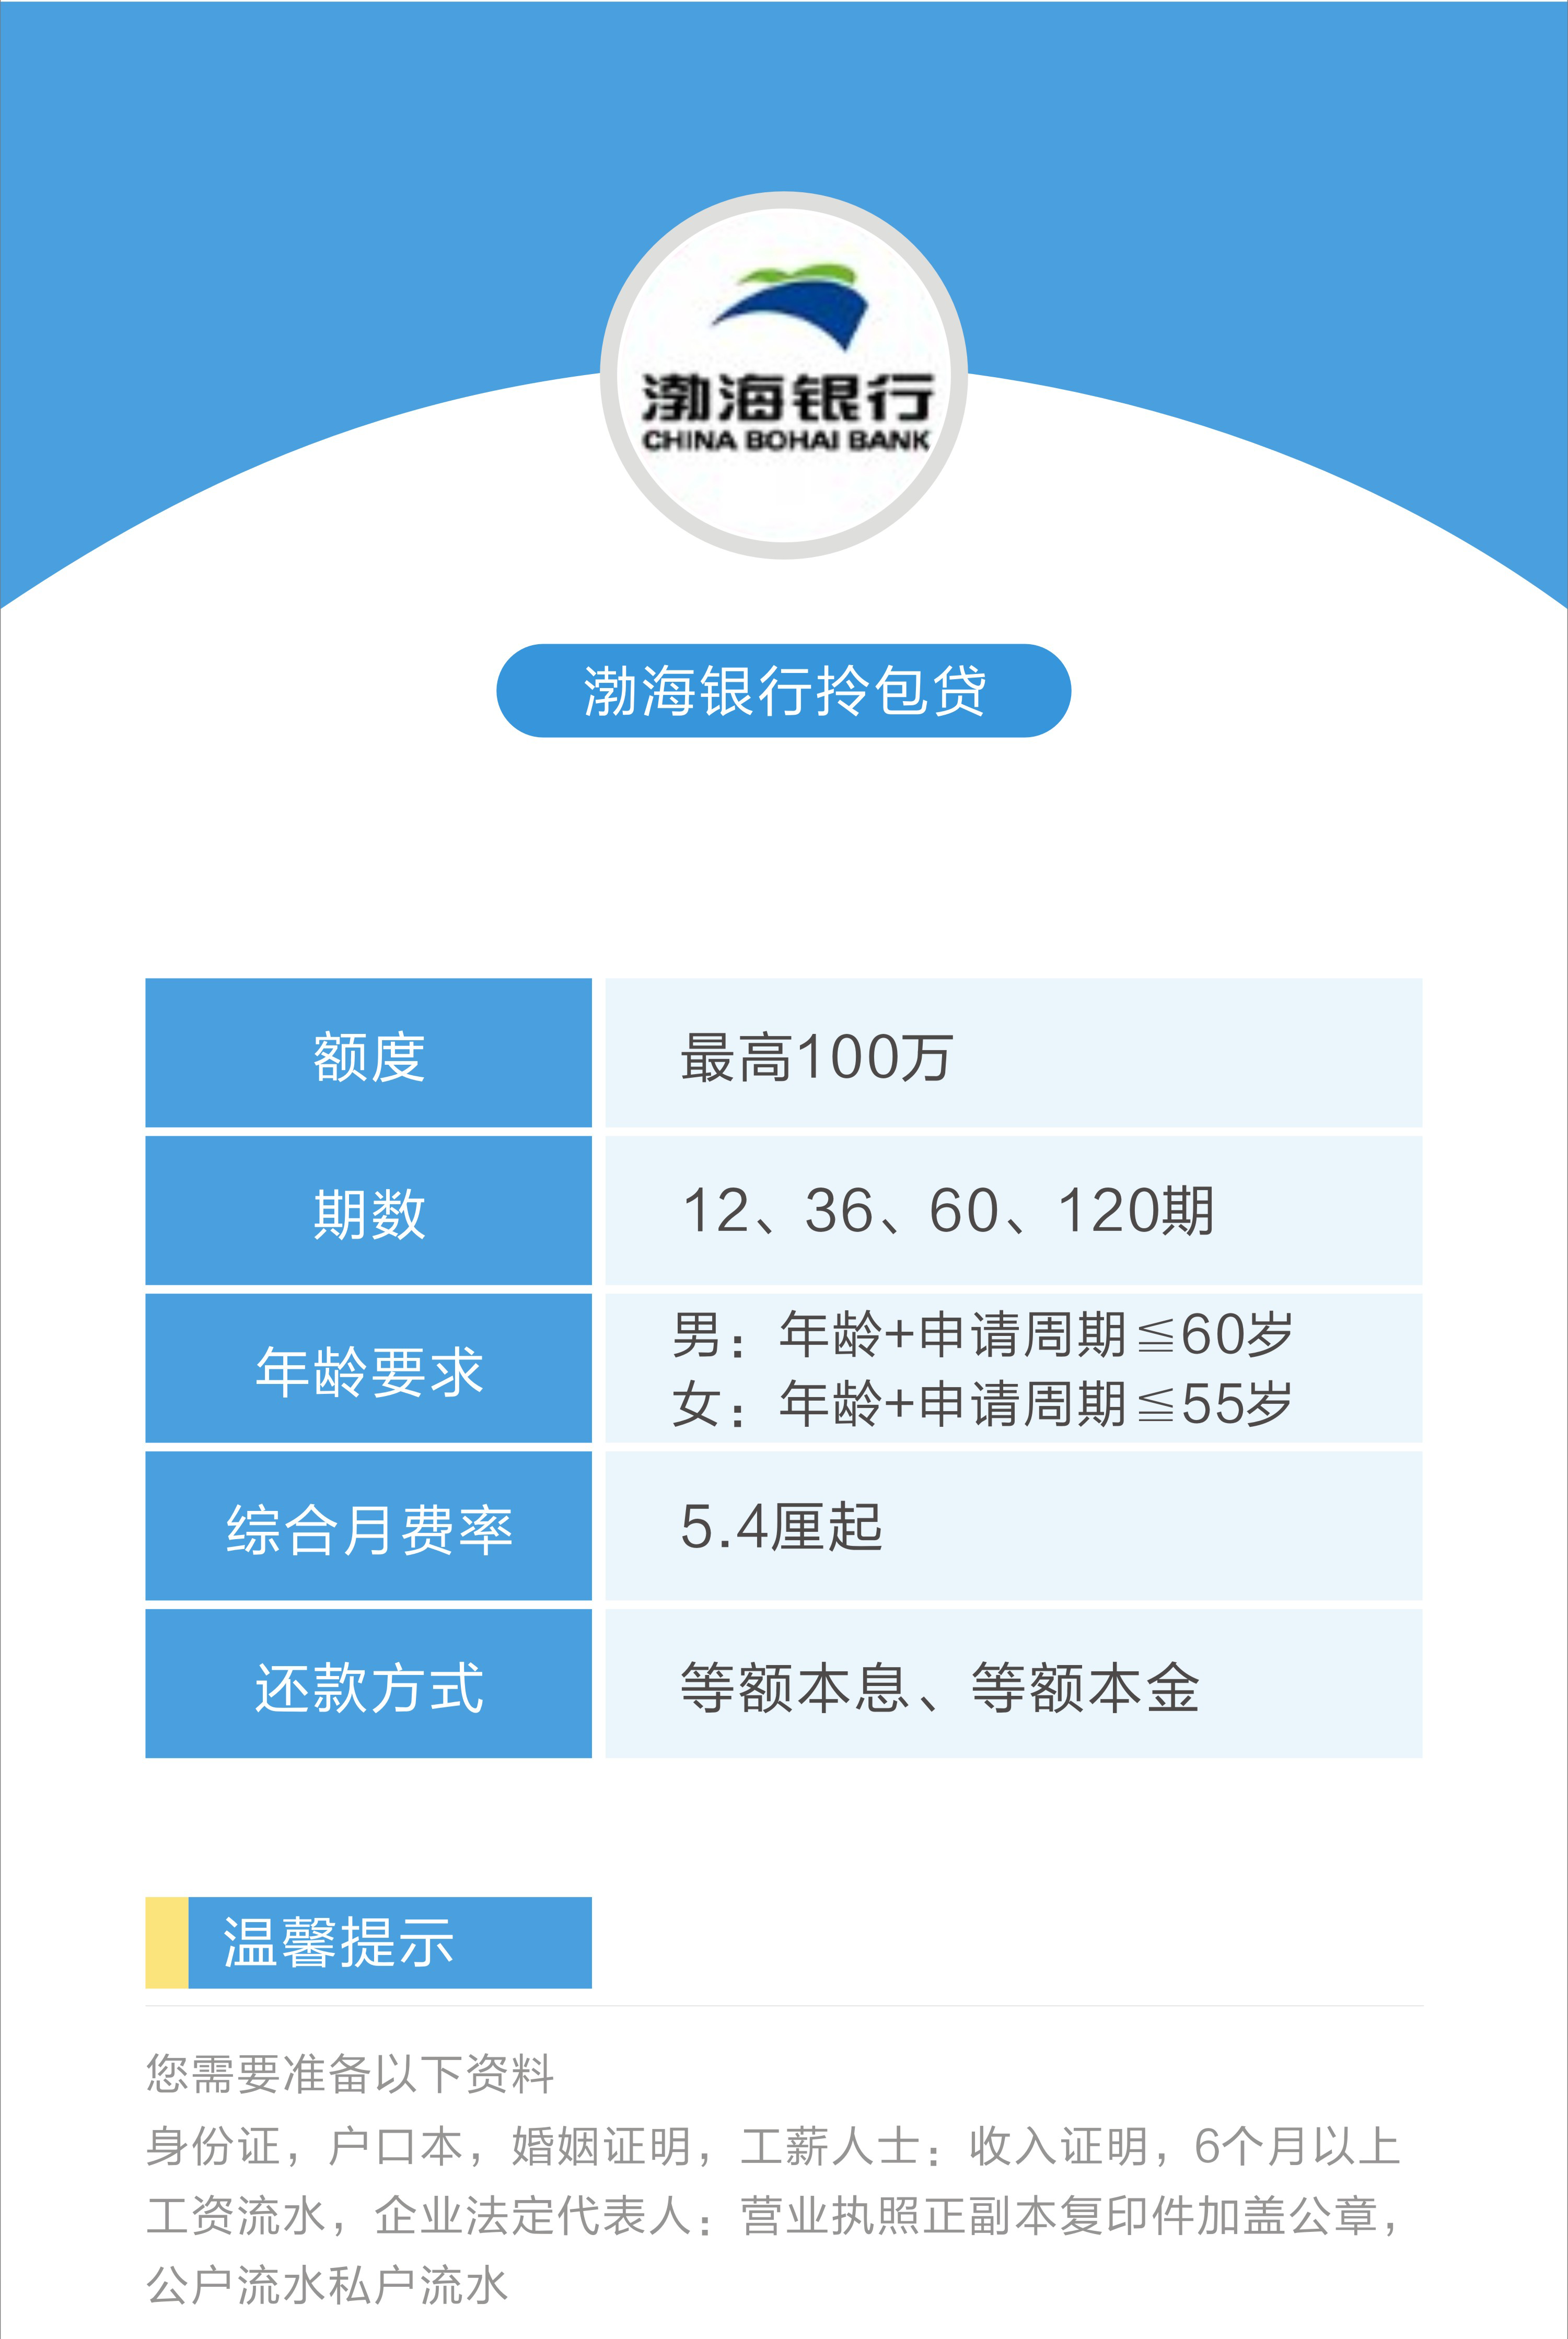 渤海银行
CHINA BOHAI BANK
渤海银行拎包贷
额度
最高100万
期数
12、36、60、120期
年龄要求
男：年龄+申请周期≦60岁
女：年龄+申请周期≦55岁
综合月费率
5.4厘起
还款方式
等额本息、等额本金
温馨提示
您需要准备以下资料
身份证，户口本，婚姻证明，工薪人士：收入证明，6个月以上
工资流水，企业法定代表人：营业执照正副本复印件加盖公章，
公户流水私户流水